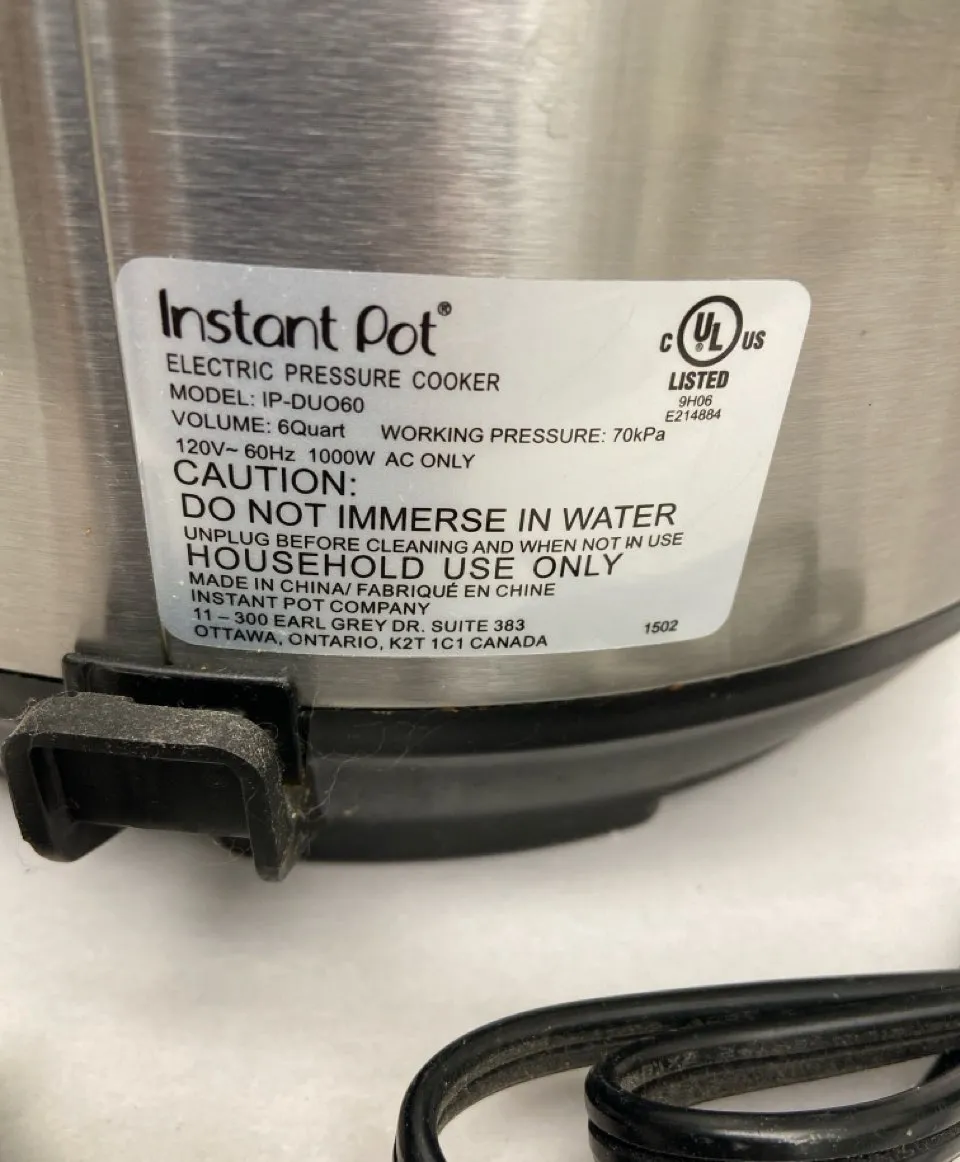 Instant Pot®
ELECTRIC PRESSURE COOKER
MODEL: IP-DUO60
VOLUME: 6Quart WORKING PRESSURE: 70kPa
120V~ 60Hz 1000W AC ONLY
C UL® US
LISTED
9H06
E214884
CAUTION:
DO NOT IMMERSE IN WATER
UNPLUG BEFORE CLEANING AND WHEN NOT IN USE
HOUSEHOLD USE ONLY
MADE IN CHINA/ FABRIQUÉ EN CHINE
INSTANT POT COMPANY
11 – 300 EARL GREY DR. SUITE 383
OTTAWA, ONTARIO, K2T 1C1 CANADA
1502